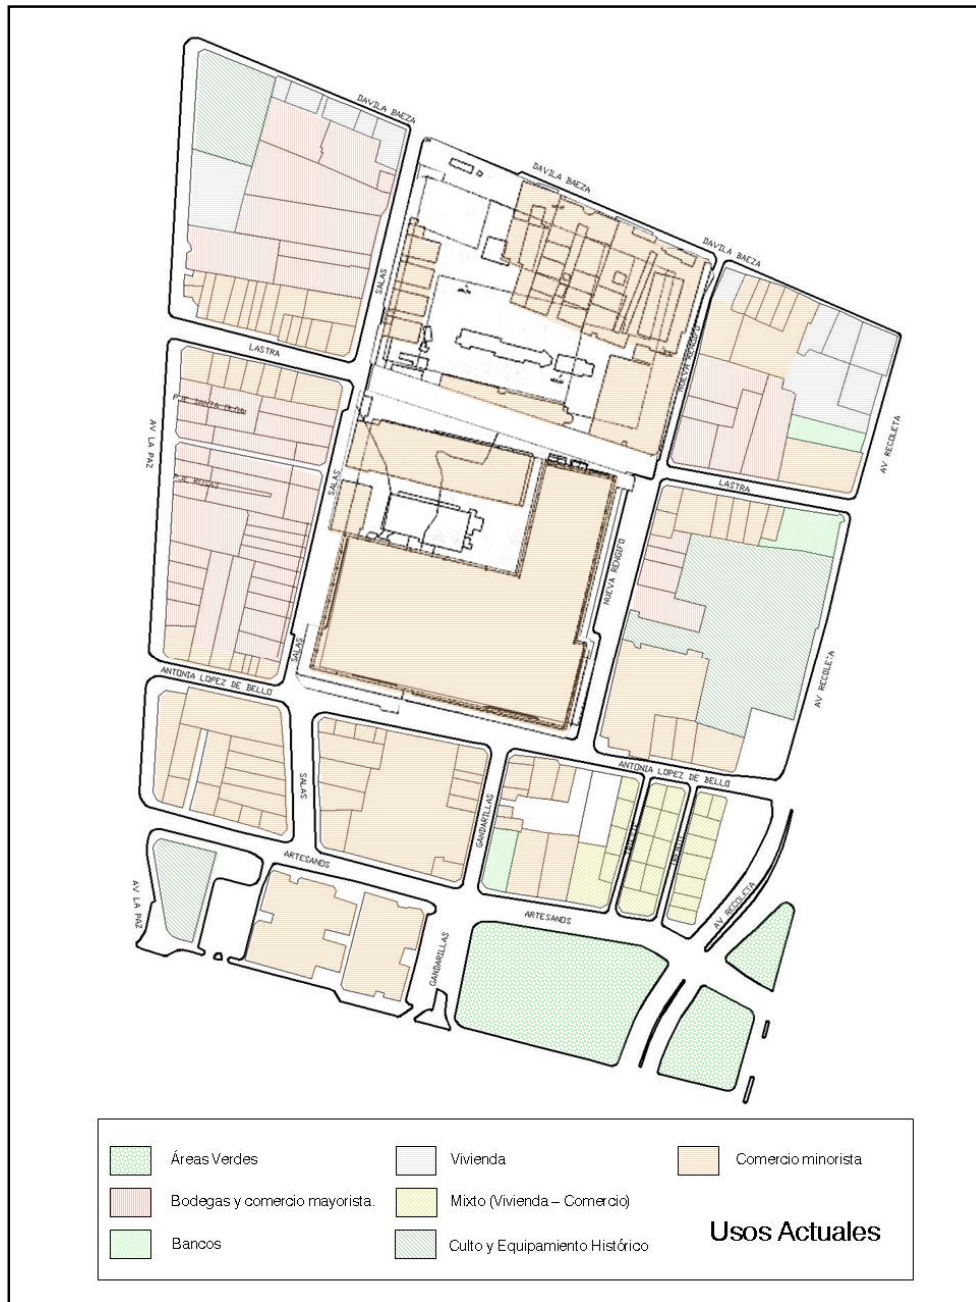 DAVILA BAEZA
DAVILA BAEZA
DAVILA BAEZA
SALAS
LASTRA
NUEVA RENGIFO
AV RECOLETA
LASTRA
AV LA PAZ
SALAS
NUEVA RENGIFO
SALAS
AV RECOLETA
ANTONIA LOPEZ DE BELLO
ANTONIA LOPEZ DE BELLO
SALAS
GANDARILLAS
ARTESANOS
AV LA PAZ
ARTESANOS
AV RECOLETA
GANDARILLAS
Áreas Verdes
Vivienda
Comercio minorista
Bodegas y comercio mayorista.
Mixto (Vivienda – Comercio)
Bancos
Culto y Equipamiento Histórico
Usos Actuales